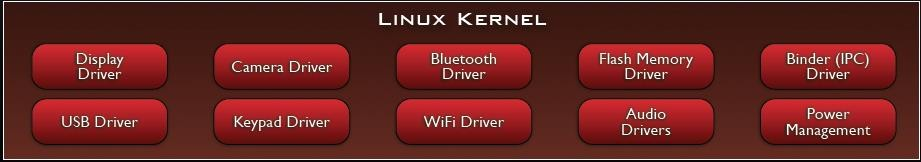 LINUX KERNEL
Display
Driver
Camera Driver
Bluetooth
Driver
Flash Memory
Driver
Binder (IPC)
Driver
USB Driver
Keypad Driver
WiFi Driver
Audio
Drivers
Power
Management